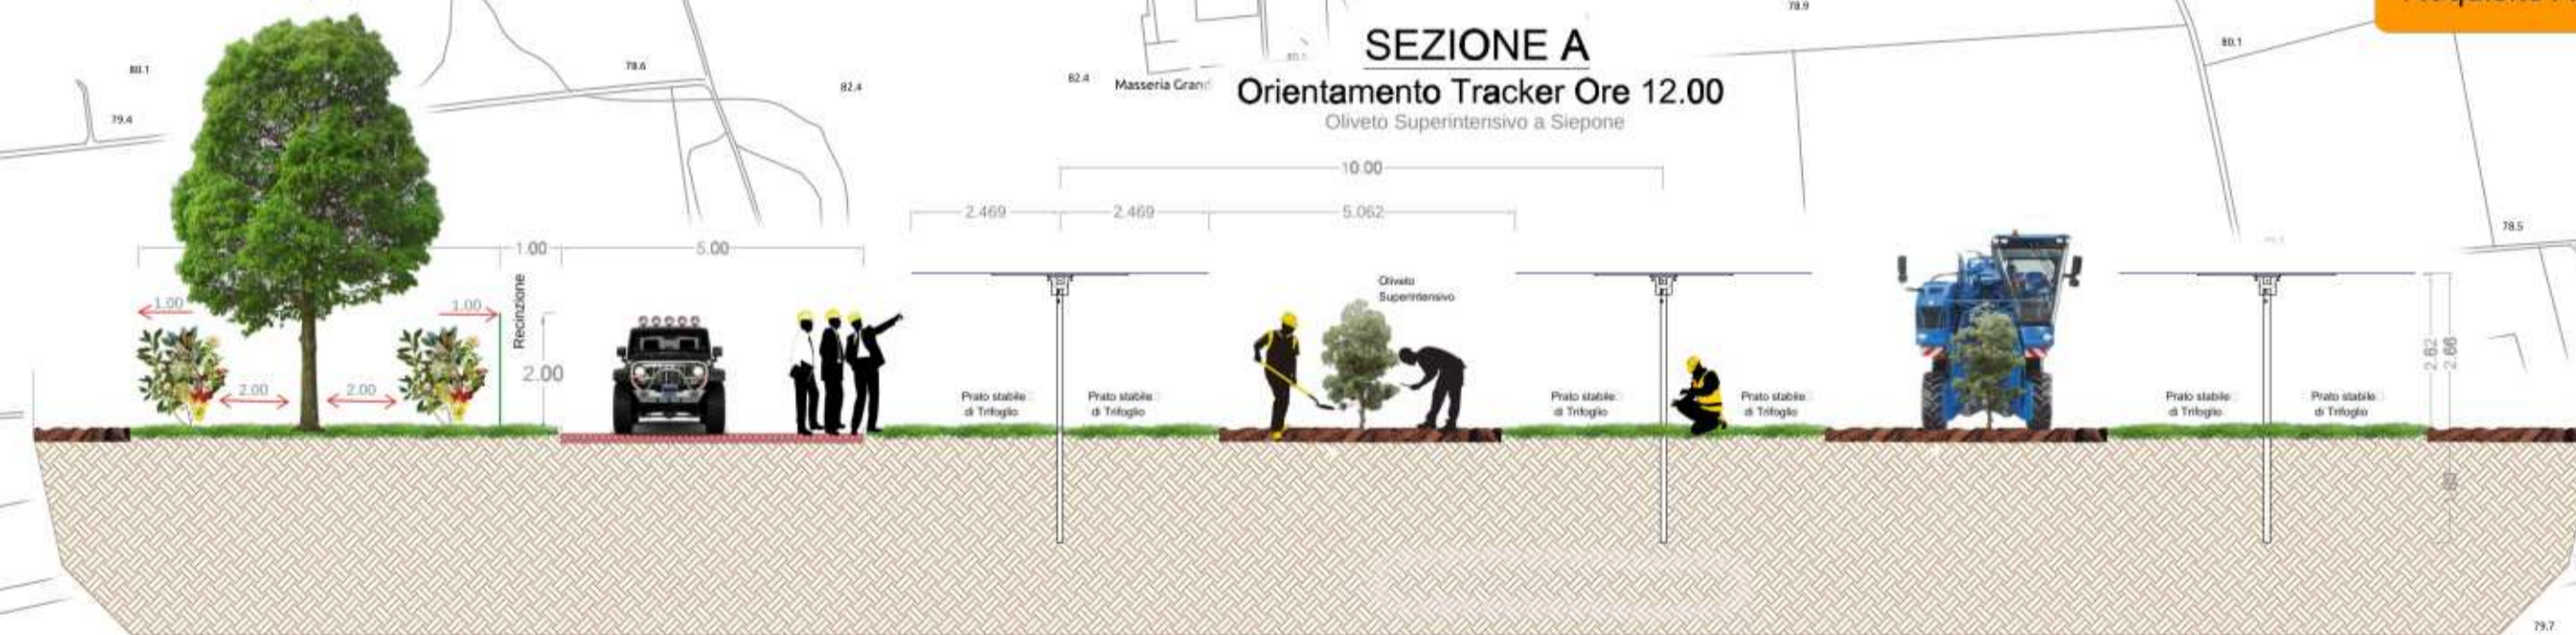 78.9
SEZIONE A
80.1
80.1
78.6
82.4
82.4
Masseria Grand
Orientamento Tracker Ore 12.00
79.4
Oliveto Superintensivo a Siepone
10.00
2.469
2.469
5.062
78.5
1.00
5.00
Recinzione
Oliveto
Superintensivo
1.00
1.00
2.00
2.62
2.66
2.00
2.00
Prato stabile
di Trifoglio
Prato stabile
di Trifoglio
Prato stabile
di Trifoglio
Prato stabile
di Trifoglio
Prato stabile
di Trifoglio
Prato stabile
di Trifoglio
79.7